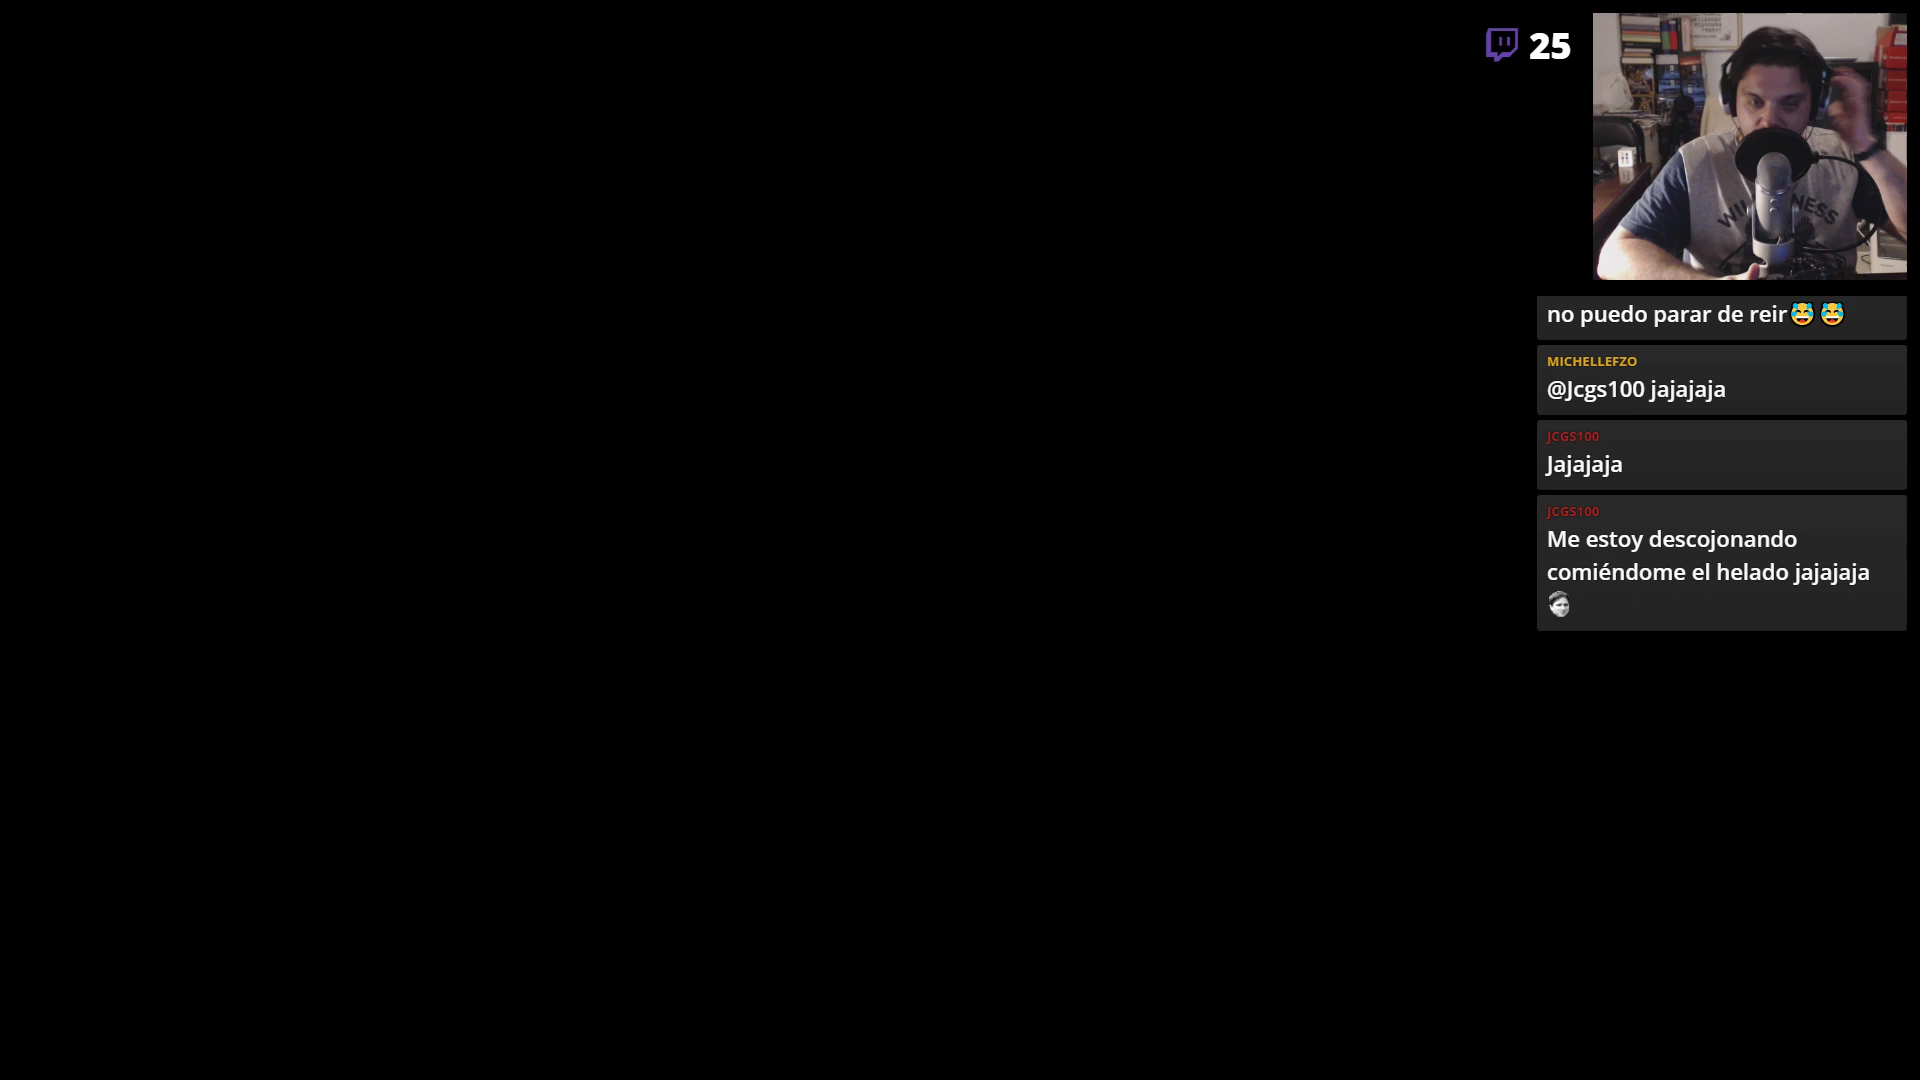 25
no puedo parar de reir
MICHELLEFZO
@Jcgs100 jajajaja
JCGS100
Jajajaja
JCGS100
Me estoy descojonando
comiéndome el helado jajajaja